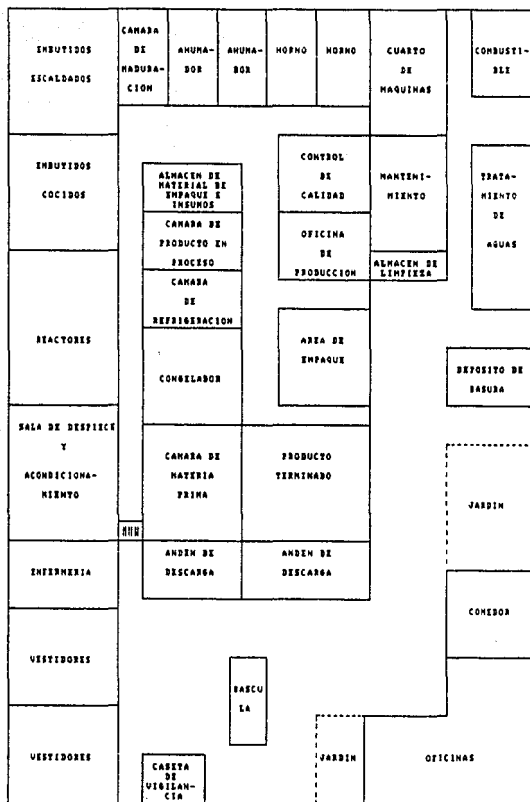 EMBUTIDOS
ESCALDADOS
CAMARA
DE
MADURA-
CION
AHUMA-
DOR
AHUMA-
DOR
HORNO
HORNO
CUARTO
DE
MAQUINAS
COMBUSTI-
BLE
EMBUTIDOS
COCIDOS
ALMACEN DE
MATERIAL DE
EMPAQUE E
INSUMOS
CONTROL
DE
CALIDAD
MANTENI-
MIENTO
TRATA-
MIENTO
DE
AGUAS
CAMARA DE
PRODUCTO EN
PROCESO
OFICINA
DE
PRODUCCION
ALMACEN DE
LIMPIEZA
REACTORES
CAMARA
DE
REFRIGERACION
CONGELADOR
AREA DE
EMPAQUE
DEPOSITO DE
BASURA
SALA DE DESPIECE
Y
ACONDICIONA-
MIENTO
CAMARA DE
MATERIA
PRIMA
PRODUCTO
TERMINADO
JARDIN
ENFERMERIA
ANDEN DE
DESCARGA
ANDEN DE
DESCARGA
COMEDOR
VESTIDORES
BASCU
LA
VESTIDORES
CASETA
DE
VIGILAN-
CIA
JARDIN
OFICINAS